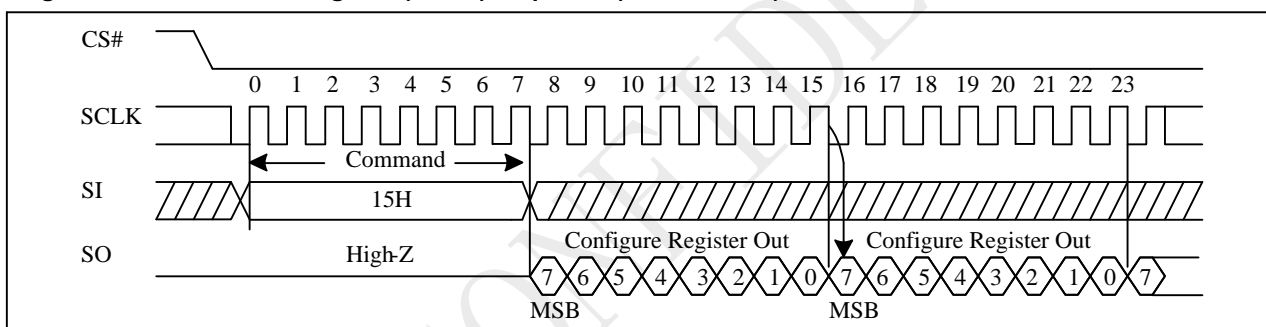 CS#
0 1 2 3 4 5 6 7 8 9 10 11 12 13 14 15 16 17 18 19 20 21 22 23
SCLK
Command
SI
15H
SO
High-Z
Configure Register Out Configure Register Out
7 6 5 4 3 2 1 0 7 6 5 4 3 2 1 0 7
MSB MSB